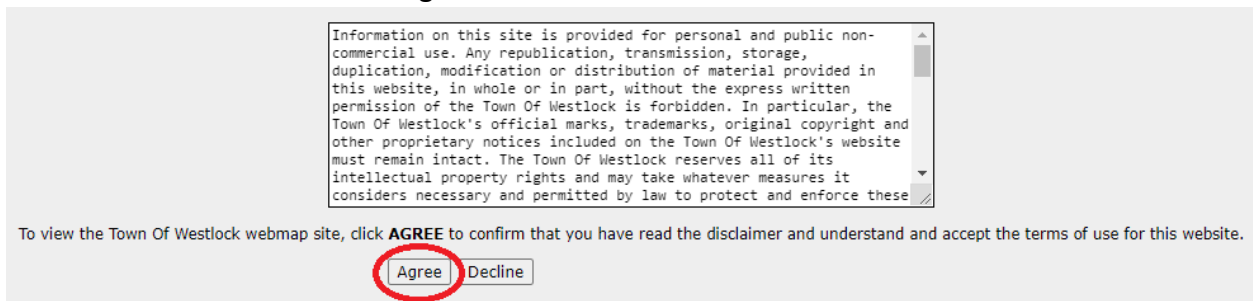 Information on this site is provided for personal and public non-
commercial use. Any republication, transmission, storage,
duplication, modification or distribution of material provided in
this website, in whole or in part, without the express written
permission of the Town Of Westlock is forbidden. In particular, the
Town Of Westlock's official marks, trademarks, original copyright and
other proprietary notices included on the Town Of Westlock's website
must remain intact. The Town Of Westlock reserves all of its
intellectual property rights and may take whatever measures it
considers necessary and permitted by law to protect and enforce these
To view the Town Of Westlock webmap site, click AGREE to confirm that you have read the disclaimer and understand and accept the terms of use for this website.
Agree Decline